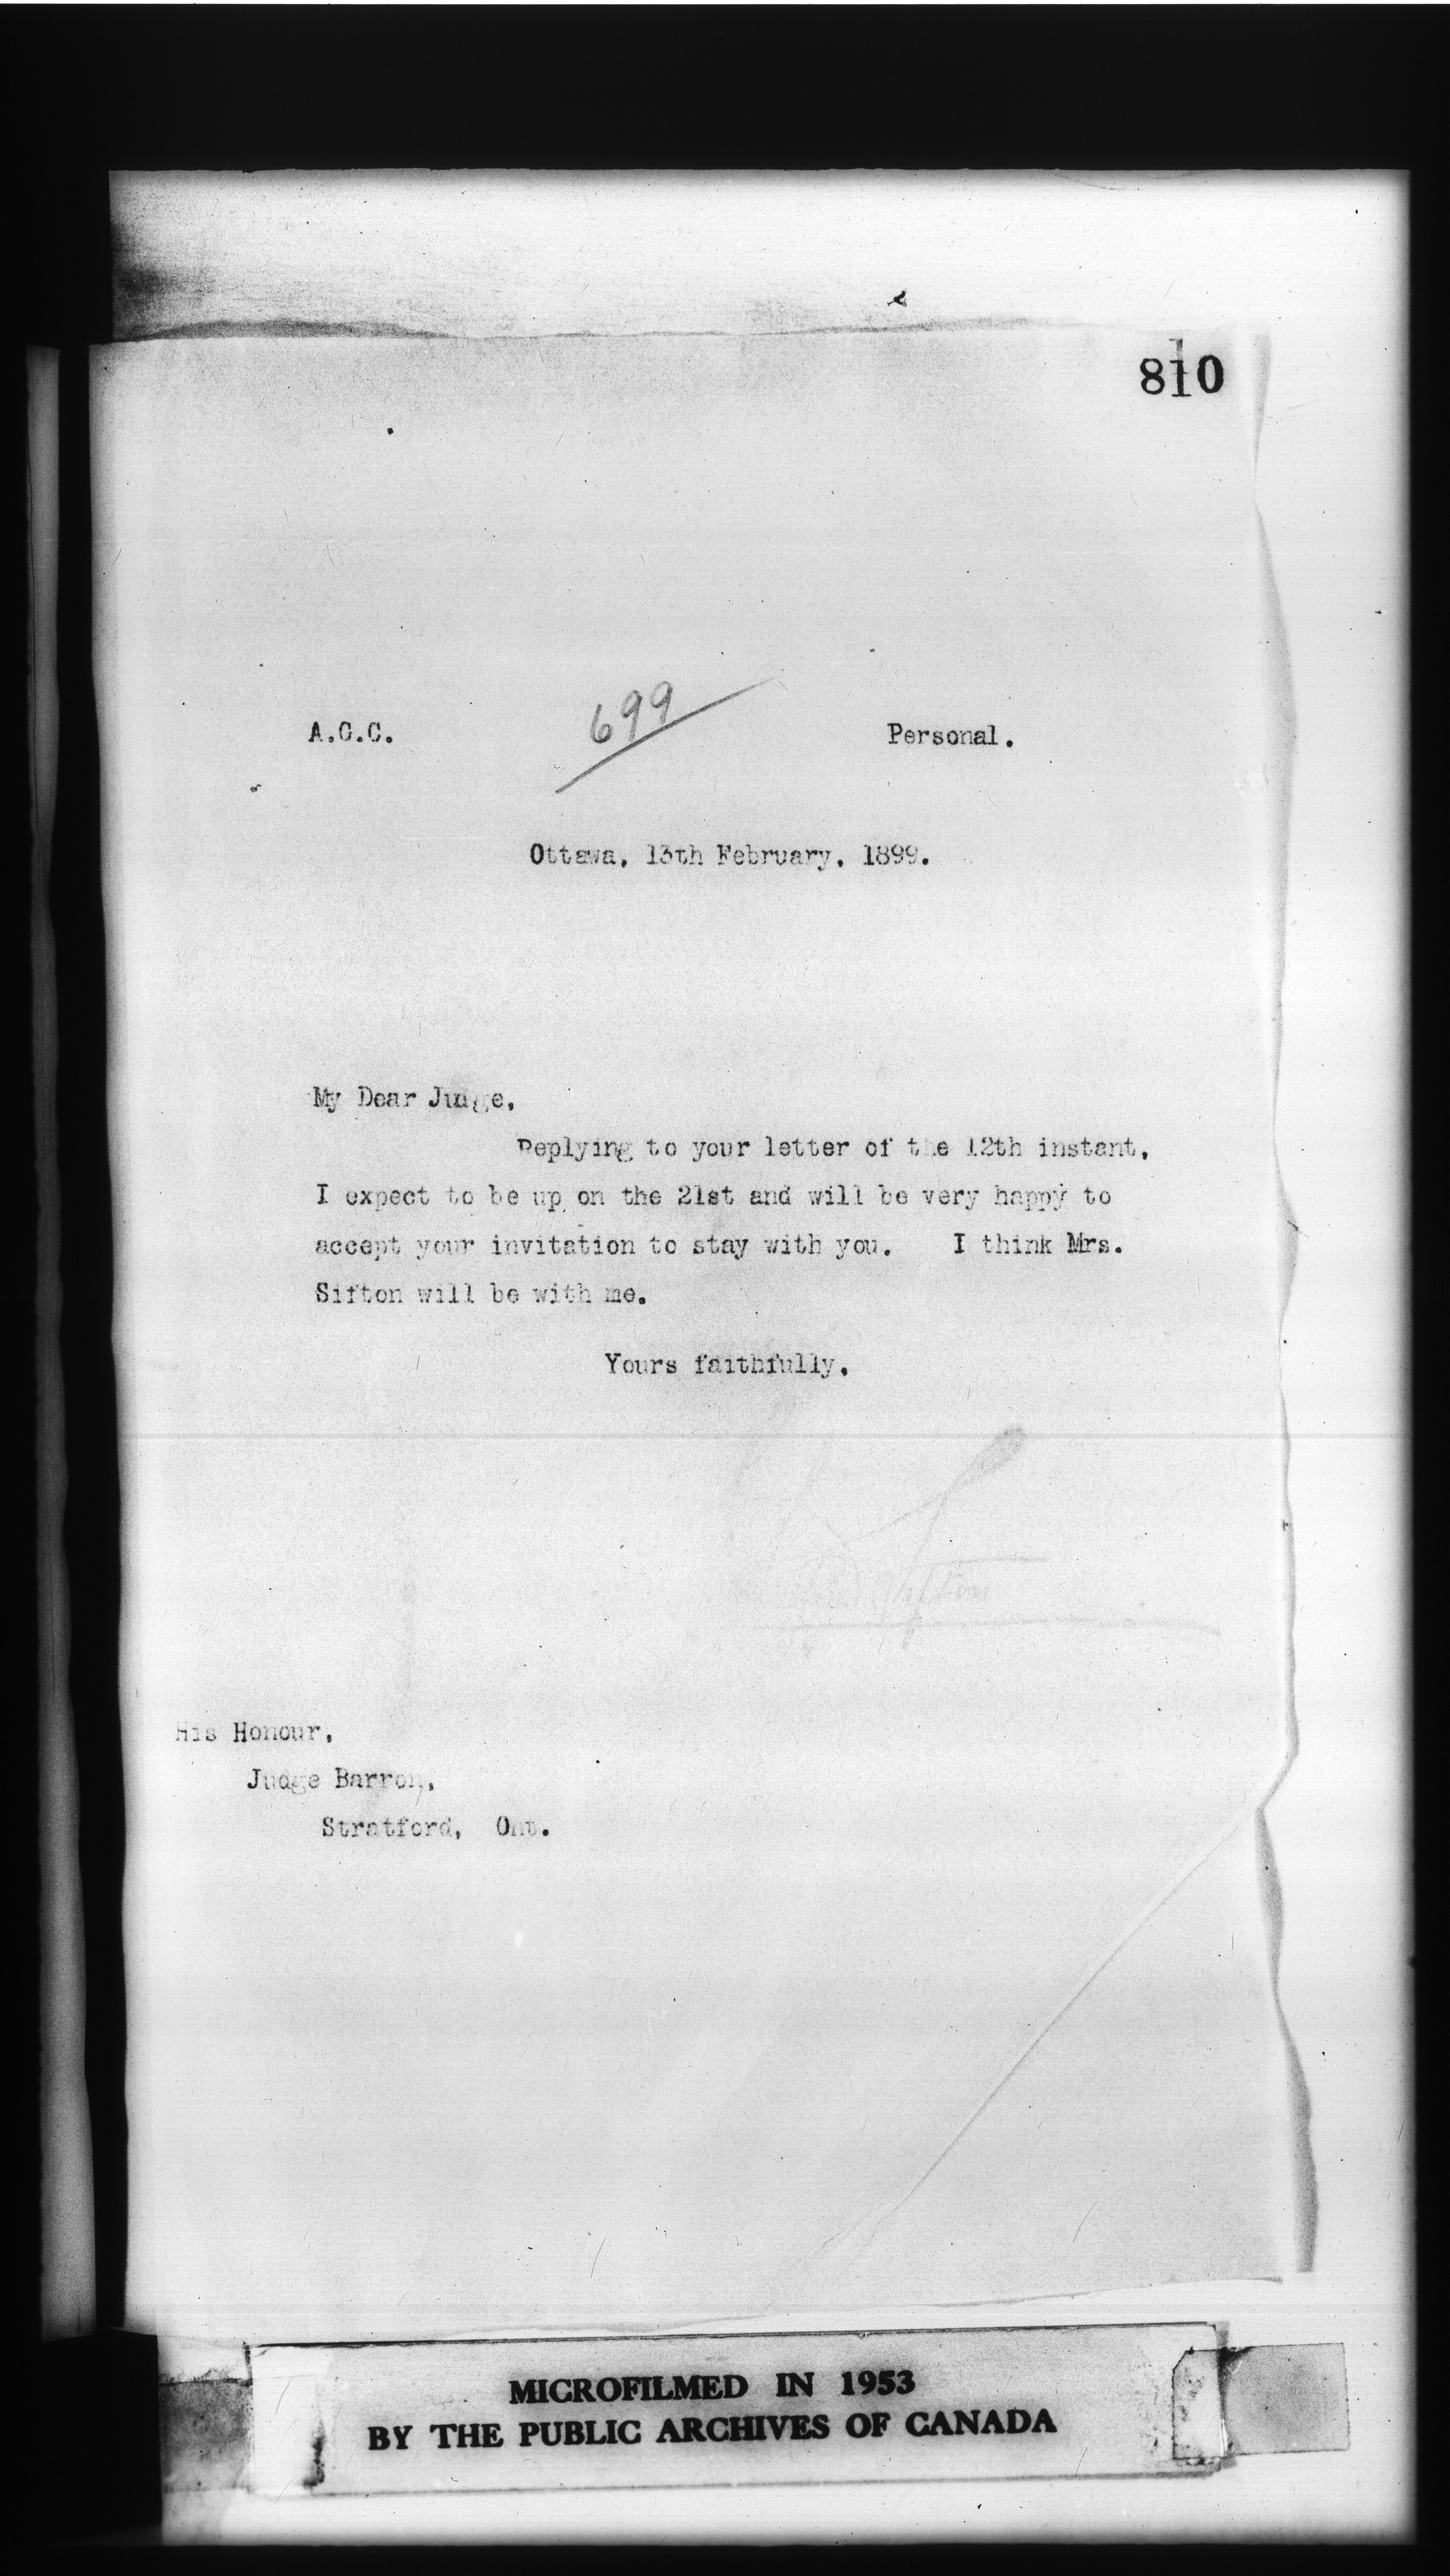 810
A.G.C.
699
Personal.
Ottawa, 13th February, 1899.
My Dear Judge,
Replying to your letter of the 12th instant,
I expect to be up on the 21st and will be very happy to
accept your invitation to stay with you. I think Mrs.
Sifton will be with me.
Yours faithfully,
Sifton
His Honour,
Judge Barron,
Stratford, Ont.
MICROFILMED IN 1953
BY THE PUBLIC ARCHIVES OF CANADA